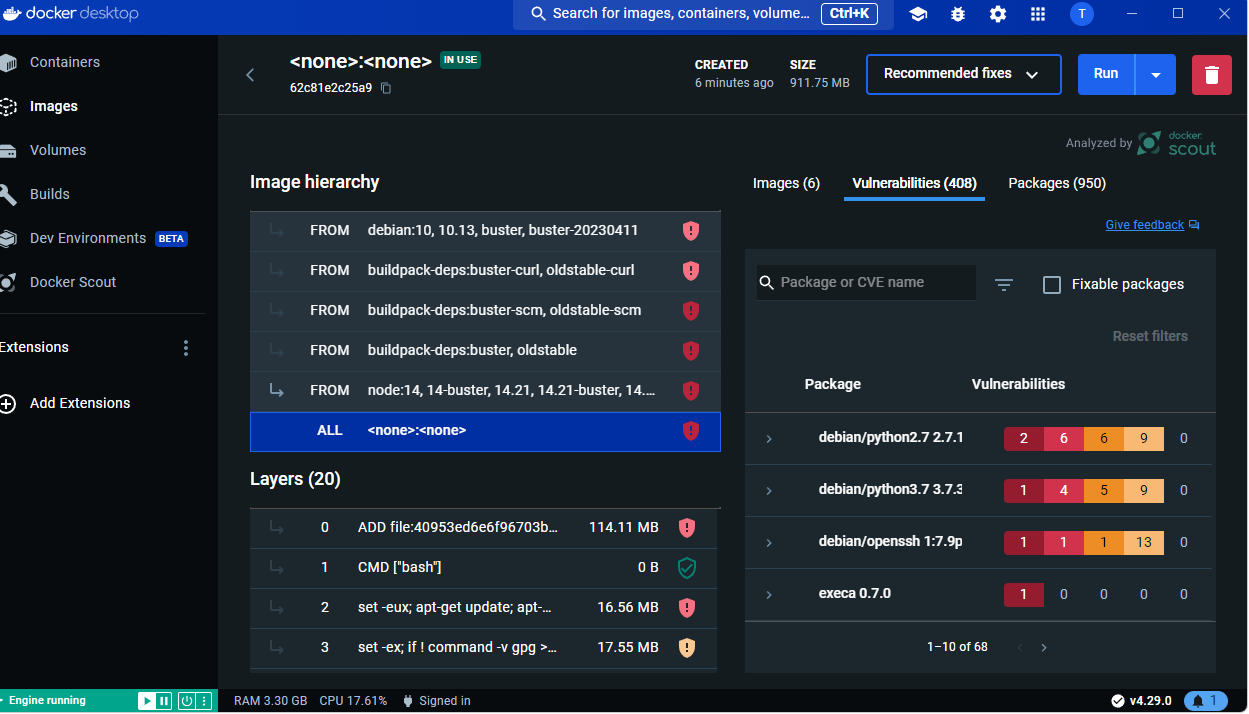 docker desktop
Search for images, containers, volume... Ctrl+K
T
Containers
Images
Volumes
Builds
Dev Environments BETA
Docker Scout
Extensions
Add Extensions
<none>:<none> IN USE
62c81e2c25a9
CREATED
6 minutes ago
SIZE
911.75 MB
Recommended fixes
Run
Analyzed by docker scout
Image hierarchy
FROM debian:10, 10.13, buster, buster-20230411
FROM buildpack-deps:buster-curl, oldstable-curl
FROM buildpack-deps:buster-scm, oldstable-scm
FROM buildpack-deps:buster, oldstable
FROM node:14, 14-buster, 14.21, 14.21-buster, 14....
ALL <none>:<none>
Layers (20)
0 ADD file:40953ed6e6f96703b... 114.11 MB
1 CMD ["bash"] 0 B
2 set -eux; apt-get update; apt-... 16.56 MB
3 set -ex; if ! command -v gpg >... 17.55 MB
Images (6) Vulnerabilities (408) Packages (950)
Give feedback
Package or CVE name
Fixable packages
Reset filters
Package Vulnerabilities
debian/python2.7 2.7.1 2 6 6 9 0
debian/python3.7 3.7.3 1 4 5 9 0
debian/openssh 1:7.9p 1 1 1 13 0
execa 0.7.0 1 0 0 0 0
1–10 of 68
Engine running
RAM 3.30 GB CPU 17.61% Signed in
v4.29.0
1